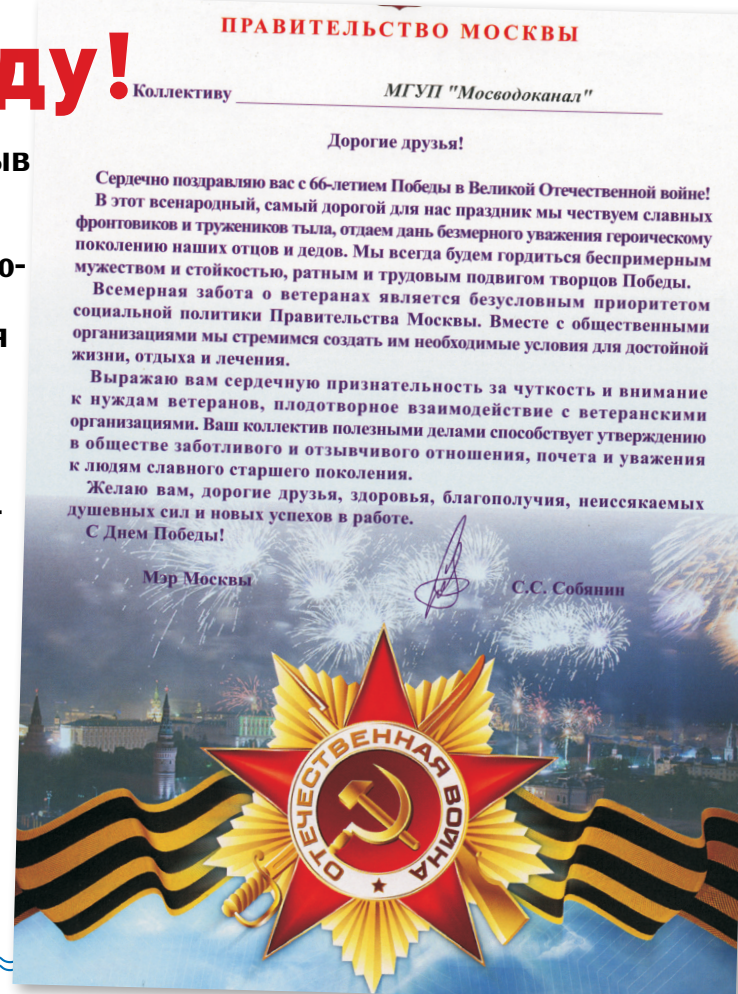 ду!
ыв
о-
я
ПРАВИТЕЛЬСТВО МОСКВЫ
Коллективу МГУП "Мосводоканал"
Дорогие друзья!
Сердечно поздравляю вас с 66-летием Победы в Великой Отечественной войне!
В этот всенародный, самый дорогой для нас праздник мы чествуем славных
фронтовиков и тружеников тыла, отдаем дань безмерного уважения героическому
поколению наших отцов и дедов. Мы всегда будем гордиться беспримерным
мужеством и стойкостью, ратным и трудовым подвигом творцов Победы.
Всемерная забота о ветеранах является безусловным приоритетом
социальной политики Правительства Москвы. Вместе с общественными
организациями мы стремимся создать им необходимые условия для достойной
жизни, отдыха и лечения.
Выражаю вам сердечную признательность за чуткость и внимание
к нуждам ветеранов, плодотворное взаимодействие с ветеранскими
организациями. Ваш коллектив полезными делами способствует утверждению
в обществе заботливого и отзывчивого отношения, почета и уважения
к людям славного старшего поколения.
Желаю вам, дорогие друзья, здоровья, благополучия, неиссякаемых
душевных сил и новых успехов в работе.
С Днем Победы!
Мэр Москвы С.С. Собянин
ОТЕЧЕСТВЕННАЯ ВОЙНА